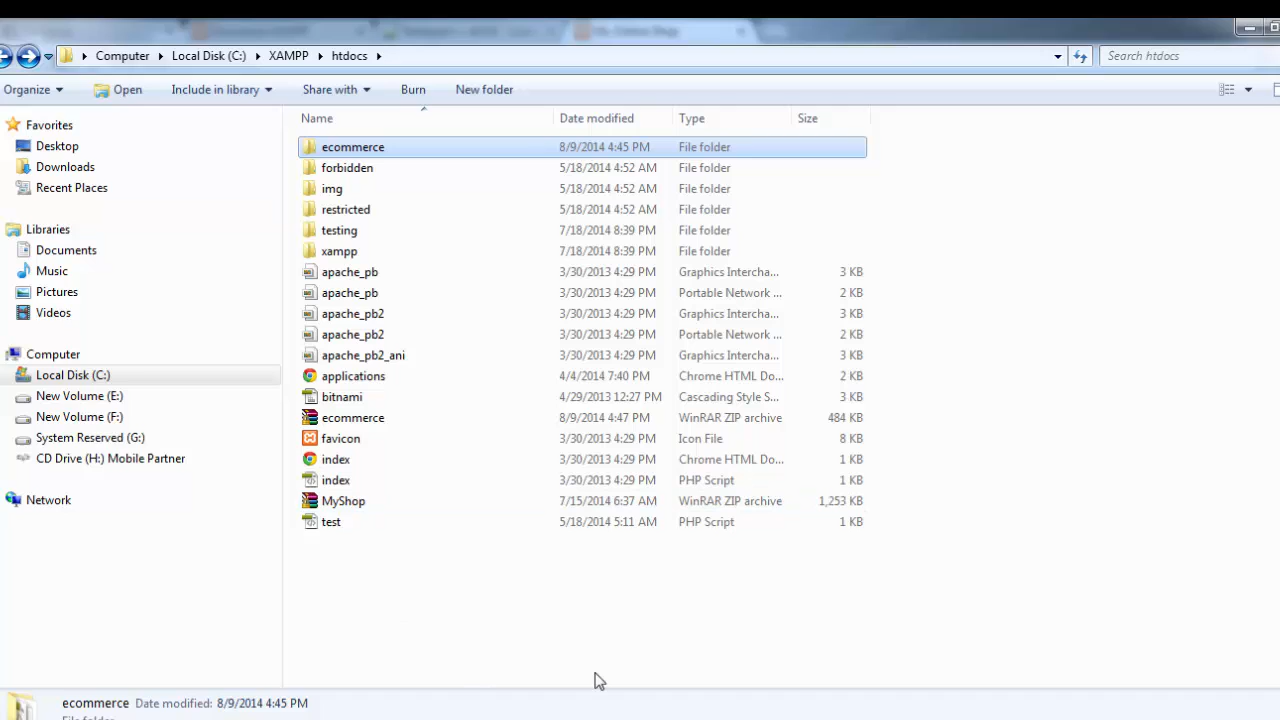 Computer Local Disk (C:) XAMPP htdocs Search htdocs
Organize Open Include in library Share with Burn New folder
Name Date modified Type Size
Favorites
Desktop
Downloads
Recent Places
Libraries
Documents
Music
Pictures
Videos
Computer
Local Disk (C:)
New Volume (E:)
New Volume (F:)
System Reserved (G:)
CD Drive (H:) Mobile Partner
Network
ecommerce 8/9/2014 4:45 PM File folder
forbidden 5/18/2014 4:52 AM File folder
img 5/18/2014 4:52 AM File folder
restricted 5/18/2014 4:52 AM File folder
testing 7/18/2014 8:39 PM File folder
xampp 7/18/2014 8:39 PM File folder
apache_pb 3/30/2013 4:29 PM Graphics Intercha... 3 KB
apache_pb 3/30/2013 4:29 PM Portable Network ... 2 KB
apache_pb2 3/30/2013 4:29 PM Graphics Intercha... 3 KB
apache_pb2 3/30/2013 4:29 PM Portable Network ... 2 KB
apache_pb2_ani 3/30/2013 4:29 PM Graphics Intercha... 3 KB
applications 4/4/2014 7:40 PM Chrome HTML Do... 2 KB
bitnami 4/29/2013 12:27 PM Cascading Style S... 3 KB
ecommerce 8/9/2014 4:47 PM WinRAR ZIP archive 484 KB
favicon 3/30/2013 4:29 PM Icon File 8 KB
index 3/30/2013 4:29 PM Chrome HTML Do... 1 KB
index 3/30/2013 4:29 PM PHP Script 1 KB
MyShop 7/15/2014 6:37 AM WinRAR ZIP archive 1,253 KB
test 5/18/2014 5:11 AM PHP Script 1 KB
ecommerce Date modified: 8/9/2014 4:45 PM
File folder